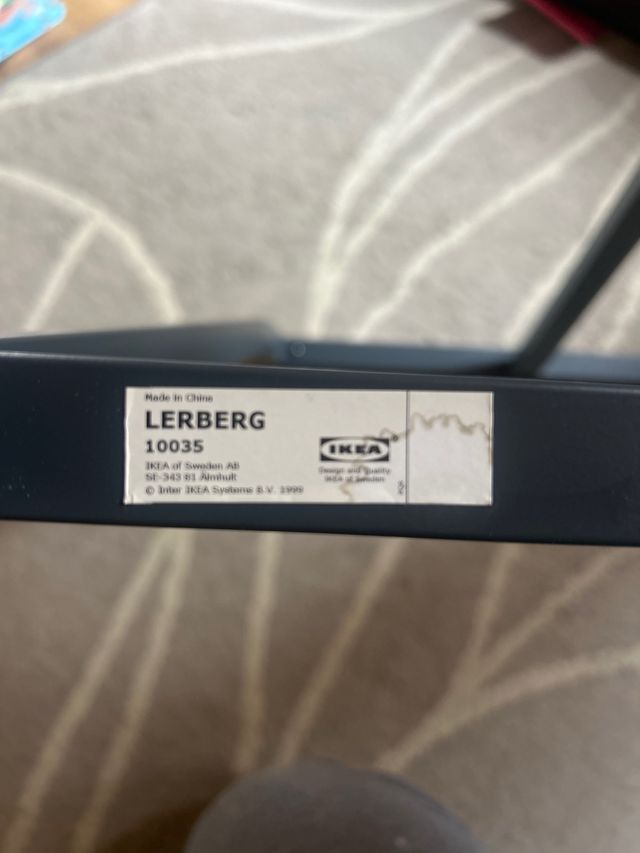 Made in China
LERBERG
10035
IKEA of Sweden AB
SE-343 81 Älmhult
© Inter IKEA Systems B.V. 1999
IKEA
Design and Quality
IKEA of Sweden